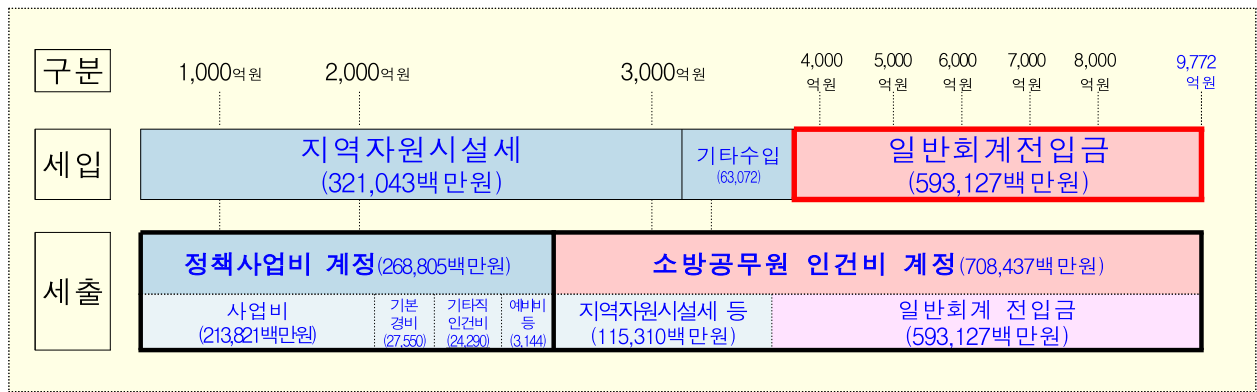 구분
1,000억원 2,000억원 3,000억원 4,000 5,000 6,000 7,000 8,000 9,772
억원 억원 억원 억원 억원 억원
세입
지역자원시설세
(321,043백만원)
기타수입
(63,072)
일반회계전입금
(593,127백만원)
세출
정책사업비 계정(268,805백만원)
소방공무원 인건비 계정(708,437백만원)
사업비
(213,821백만원)
기본
경비
(27,550)
기타직
인건비
(24,290)
예비비
등
(3,144)
지역자원시설세 등
(115,310백만원)
일반회계 전입금
(593,127백만원)